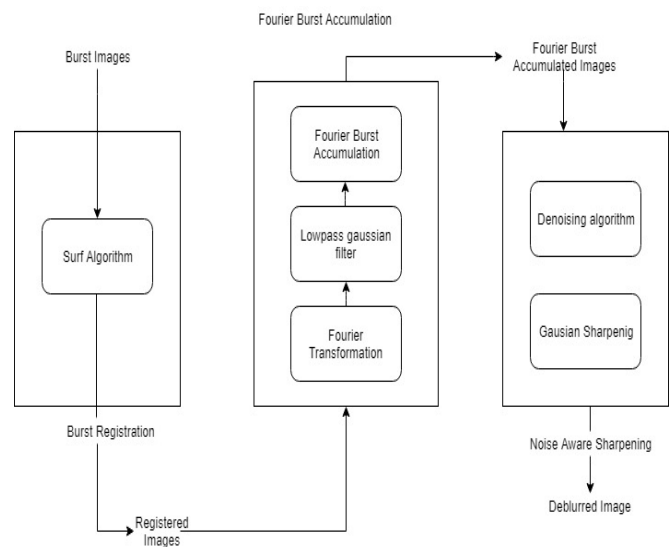 Fourier Burst Accumulation
Burst Images
Surf Algorithm
Burst Registration
Registered
Images
Fourier Burst
Accumulation
Lowpass gaussian
filter
Fourier
Transformation
Fourier Burst
Accumulated Images
Denoising algorithm
Gausian Sharpenig
Noise Aware Sharpening
Deblurred Image